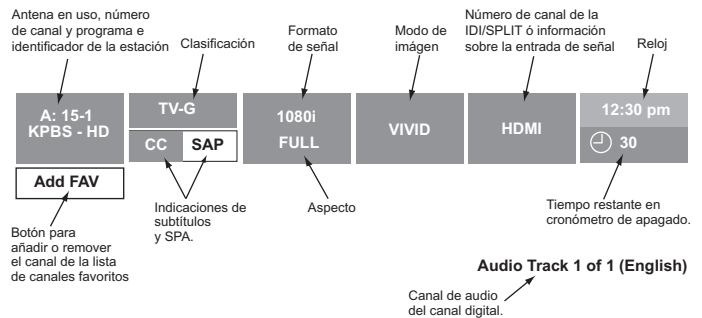 Antena en uso, número
de canal y programa e
identificador de la estación
Clasificación
Formato
de señal
Modo de
imágen
Número de canal de la
IDI/SPLIT ó información
sobre la entrada de señal
Reloj
A: 15-1
KPBS - HD
TV-G
CC SAP
1080i
FULL
VIVID
HDMI
12:30 pm
30
Add FAV
Botón para
añadir o remover
el canal de la lista
de canales favoritos
Indicaciones de
subtítulos
y SPA.
Aspecto
Tiempo restante en
cronómetro de apagado.
Audio Track 1 of 1 (English)
Canal de audio
del canal digital.